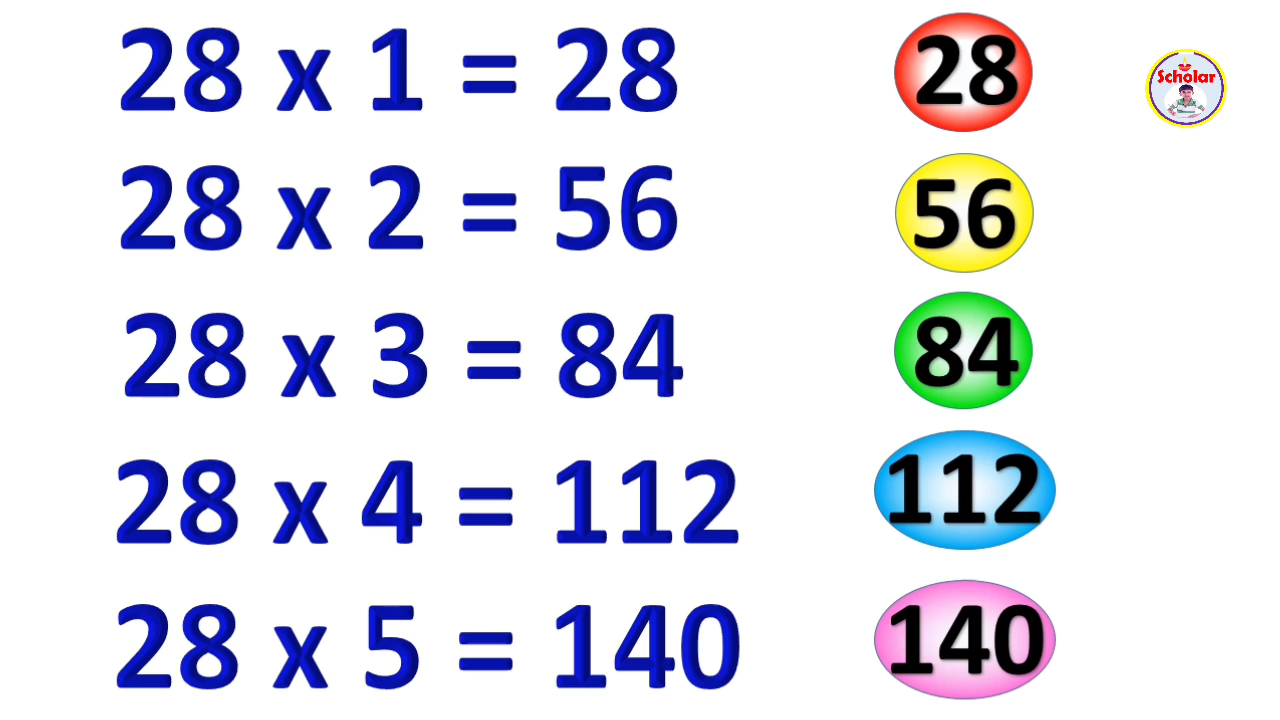 28 x 1 = 28 28
Scholar
28 x 2 = 56 56
28 x 3 = 84 84
28 x 4 = 112 112
28 x 5 = 140 140